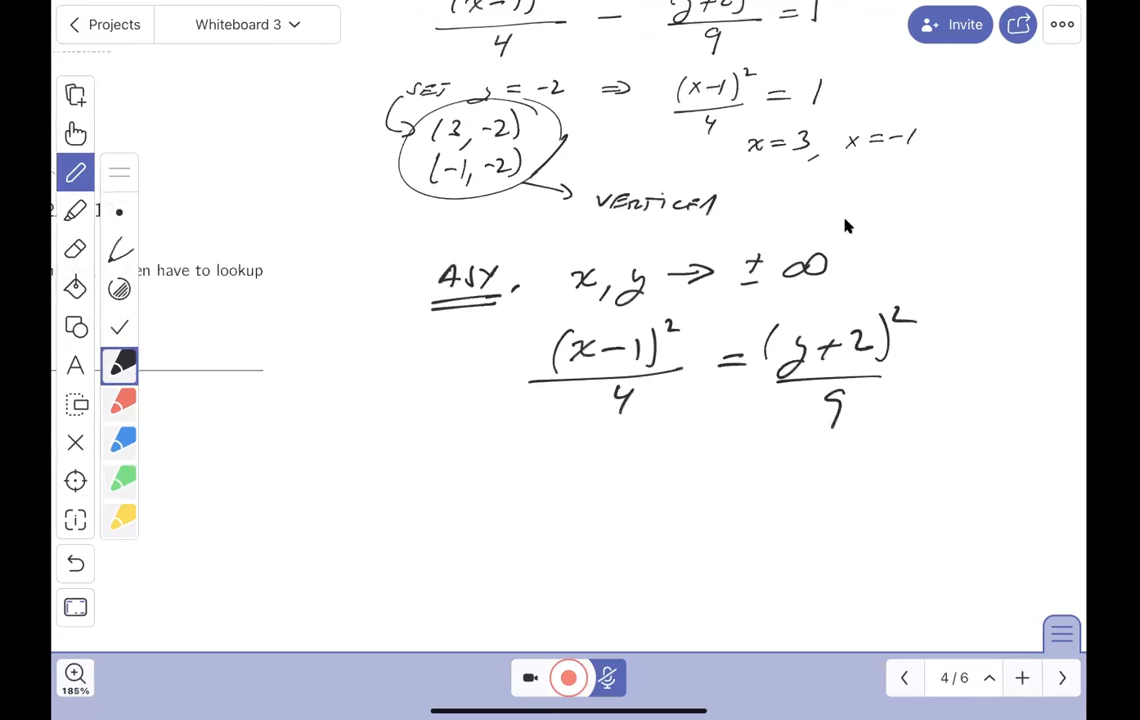 Projects
Whiteboard 3
Invite
(x-1)²/4 - (y+2)²/9 = 1
SET y = -2 ⇒ (x-1)²/4 = 1
(3, -2)
x = 3, x = -1
(-1, -2)
VERTICES
en have to lookup
ASY. x, y → ± ∞
(x-1)²/4 = (y+2)²/9
A
185%
4 / 6